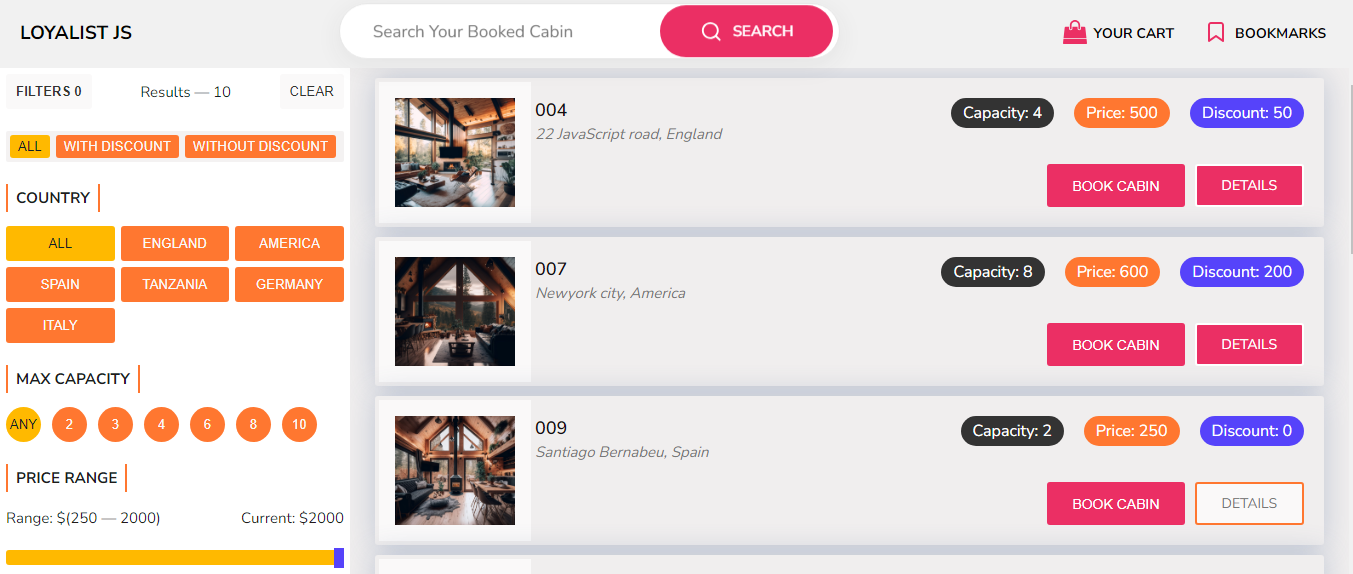 LOYALIST JS
Search Your Booked Cabin
SEARCH
YOUR CART
BOOKMARKS
FILTERS 0
Results — 10
CLEAR
ALL
WITH DISCOUNT
WITHOUT DISCOUNT
COUNTRY
ALL
ENGLAND
AMERICA
SPAIN
TANZANIA
GERMANY
ITALY
MAX CAPACITY
ANY
2
3
4
6
8
10
PRICE RANGE
Range: $(250 — 2000)
Current: $2000
004
22 JavaScript road, England
Capacity: 4
Price: 500
Discount: 50
BOOK CABIN
DETAILS
007
Newyork city, America
Capacity: 8
Price: 600
Discount: 200
BOOK CABIN
DETAILS
009
Santiago Bernabeu, Spain
Capacity: 2
Price: 250
Discount: 0
BOOK CABIN
DETAILS